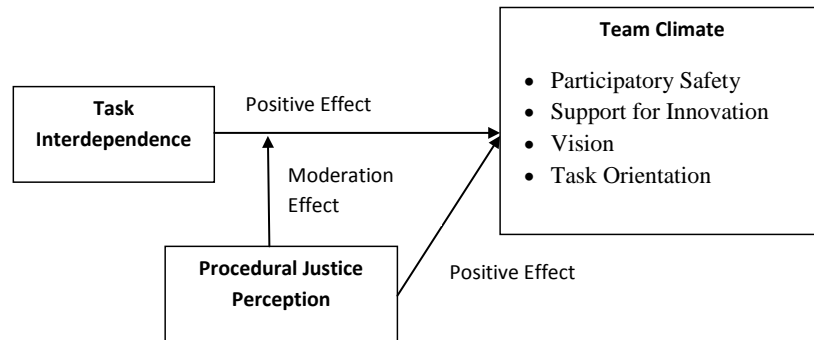 Team Climate
• Participatory Safety
• Support for Innovation
• Vision
• Task Orientation
Task
Interdependence
Positive Effect
Moderation
Effect
Procedural Justice
Perception
Positive Effect